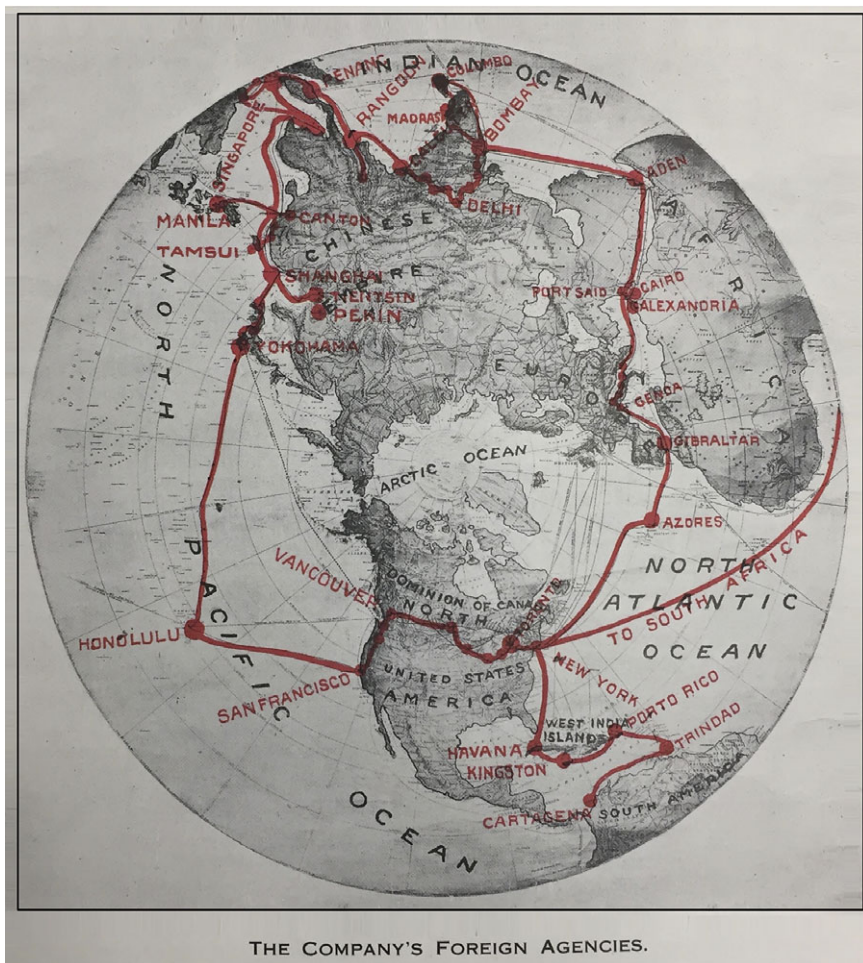 INDIAN OCEAN
PENANG
RANGOON
COLUMBO
MADRAS
BOMBAY
SINGAPORE
ADEN
DELHI
MANILA
CANTON
CHINESE
EMPIRE
TAMSUI
AFRICA
SHANGHAI
NERTSIN
PEKIN
PORT SAID
CAIRO
ALEXANDRIA
YOKOHAMA
EUROPE
GENOA
GIBRALTAR
ARCTIC OCEAN
AZORES
NORTH
PACIFIC
OCEAN
VANCOUVER
DOMINION OF CANADA
TORONTO
NORTH
AMERICA
UNITED STATES
NORTH
ATLANTIC
OCEAN
TO SOUTH AFRICA
HONOLULU
SAN FRANCISCO
NEW YORK
WEST INDIA
ISLANDS
PORTO RICO
HAVANA
KINGSTON
TRINDAD
CARTAGENA
SOUTH AMERICA
THE COMPANY'S FOREIGN AGENCIES.